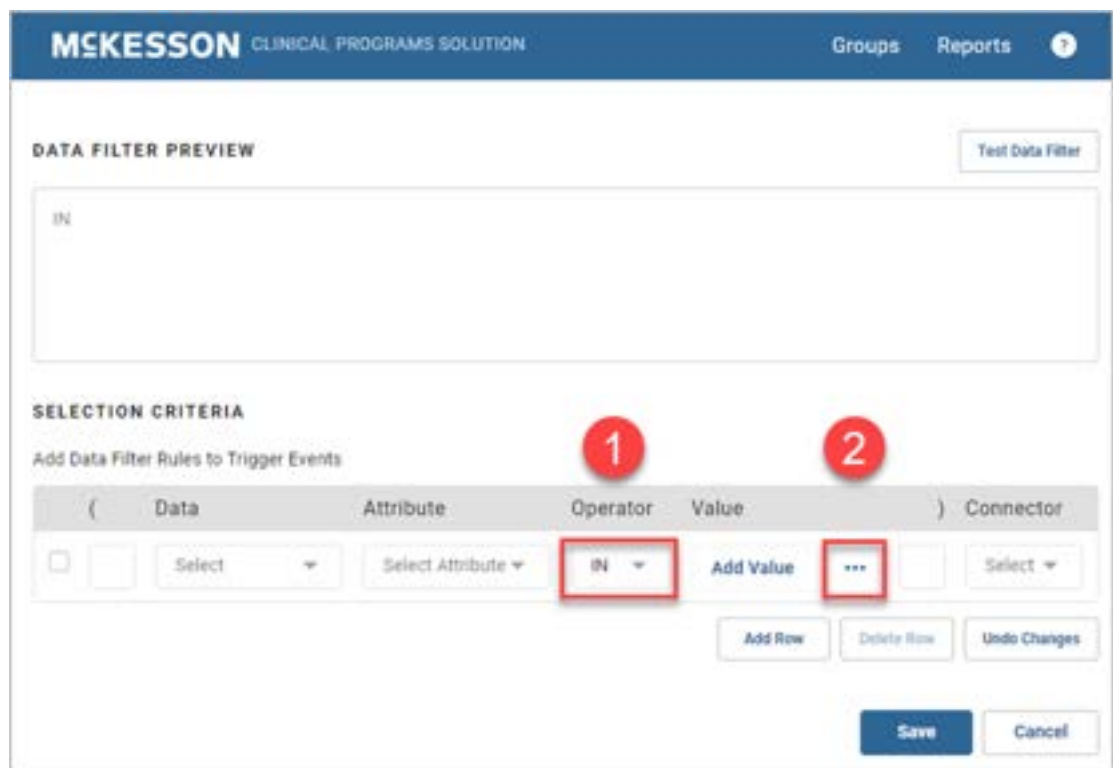 MCKESSON CLINICAL PROGRAMS SOLUTION Groups Reports ?
DATA FILTER PREVIEW Test Data Filter
IN
SELECTION CRITERIA
Add Data Filter Rules to Trigger Events
1 2
( Data Attribute Operator Value ) Connector
Select Select Attribute IN Add Value ••• Select
Add Row Delete Row Undo Changes
Save Cancel